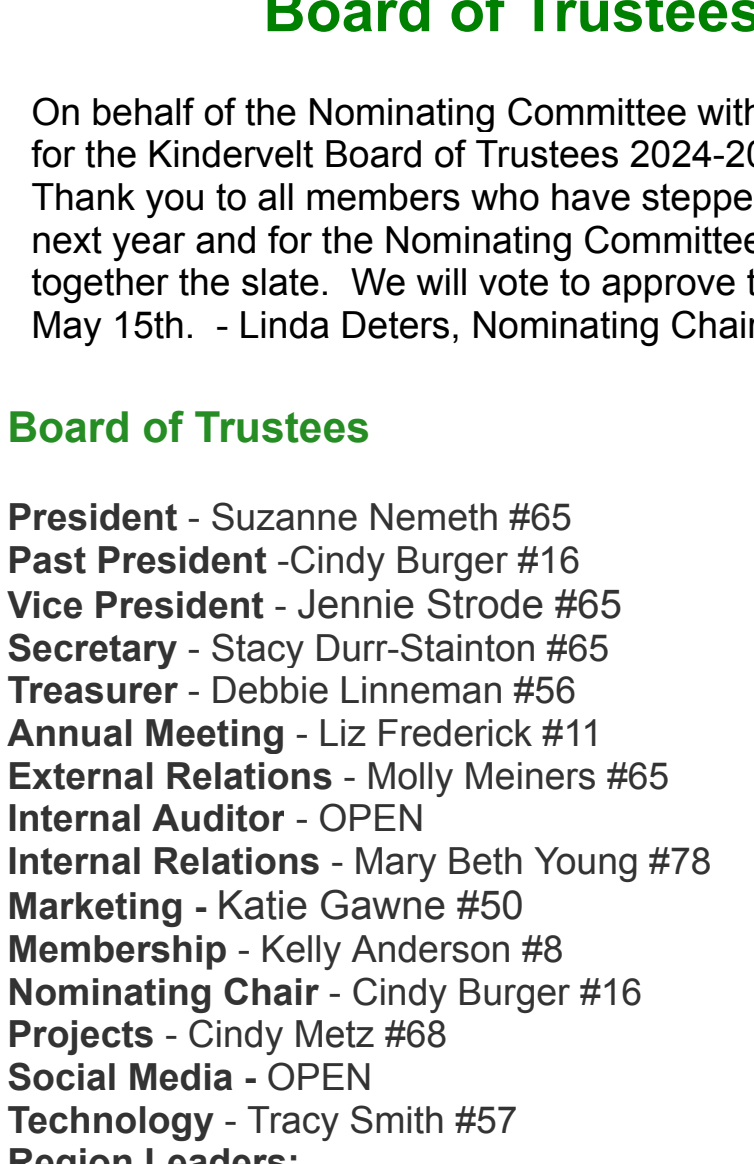 Board of Trustees
On behalf of the Nominating Committee with
for the Kindervelt Board of Trustees 2024-20
Thank you to all members who have steppe
next year and for the Nominating Committee
together the slate.  We will vote to approve t
May 15th.  - Linda Deters, Nominating Chair
Board of Trustees
President - Suzanne Nemeth #65
Past President -Cindy Burger #16
Vice President - Jennie Strode #65
Secretary - Stacy Durr-Stainton #65
Treasurer - Debbie Linneman #56
Annual Meeting - Liz Frederick #11
External Relations - Molly Meiners #65
Internal Auditor - OPEN
Internal Relations - Mary Beth Young #78
Marketing - Katie Gawne #50
Membership - Kelly Anderson #8
Nominating Chair - Cindy Burger #16
Projects - Cindy Metz #68
Social Media - OPEN
Technology - Tracy Smith #57
Region Leaders: